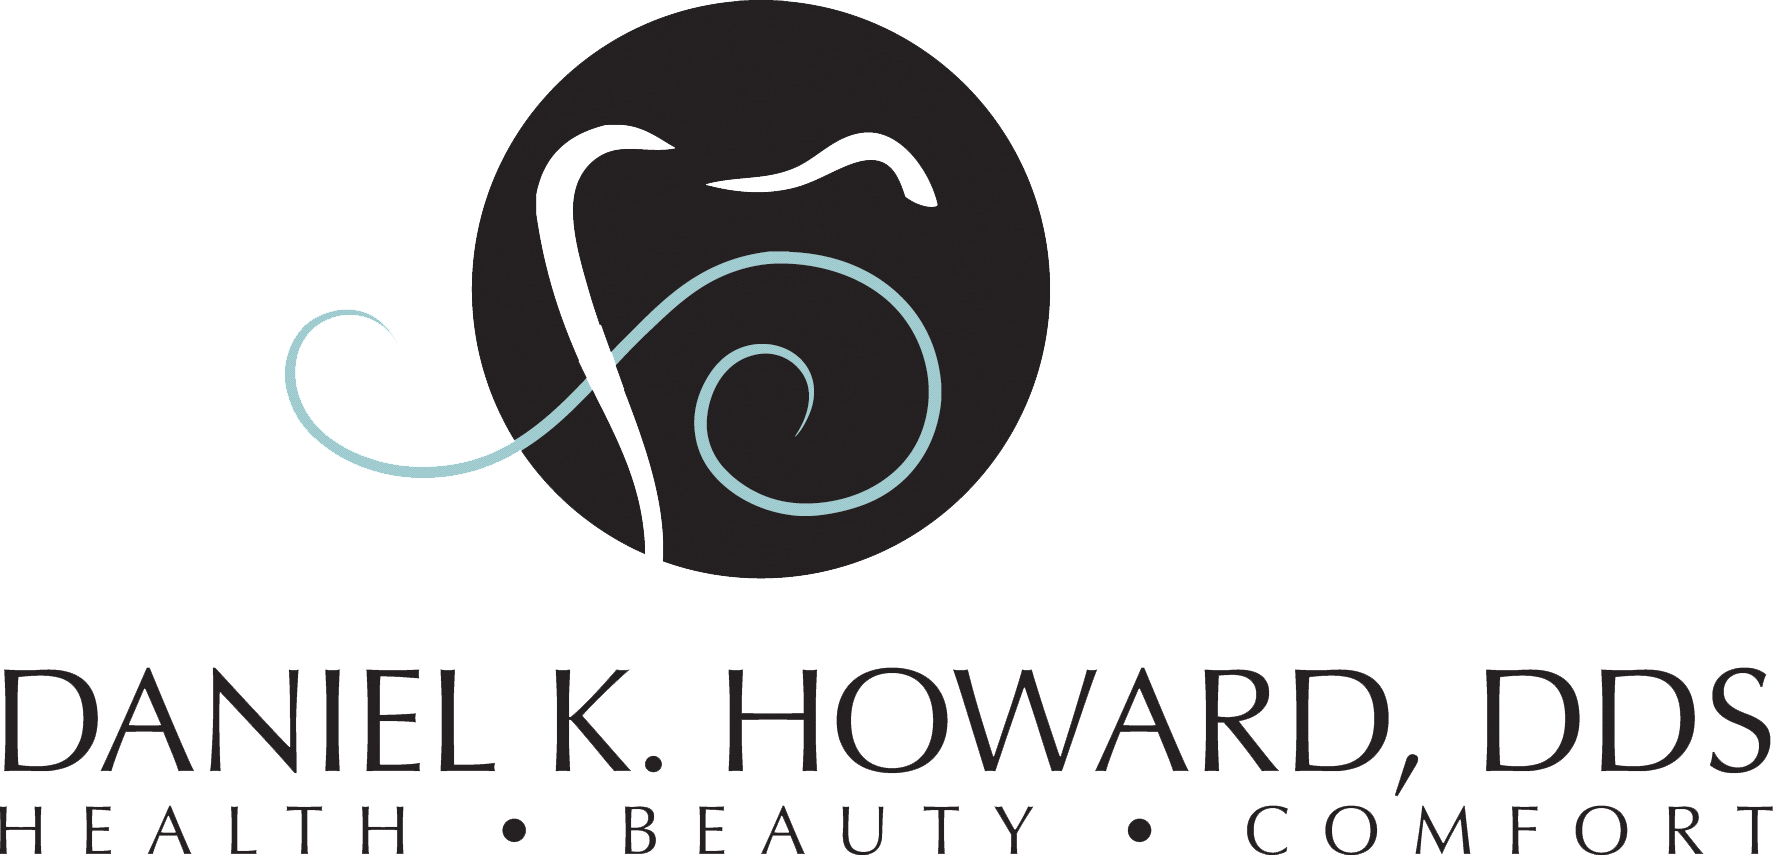 DANIEL K. HOWARD, DDS
HEALTH • BEAUTY • COMFORT